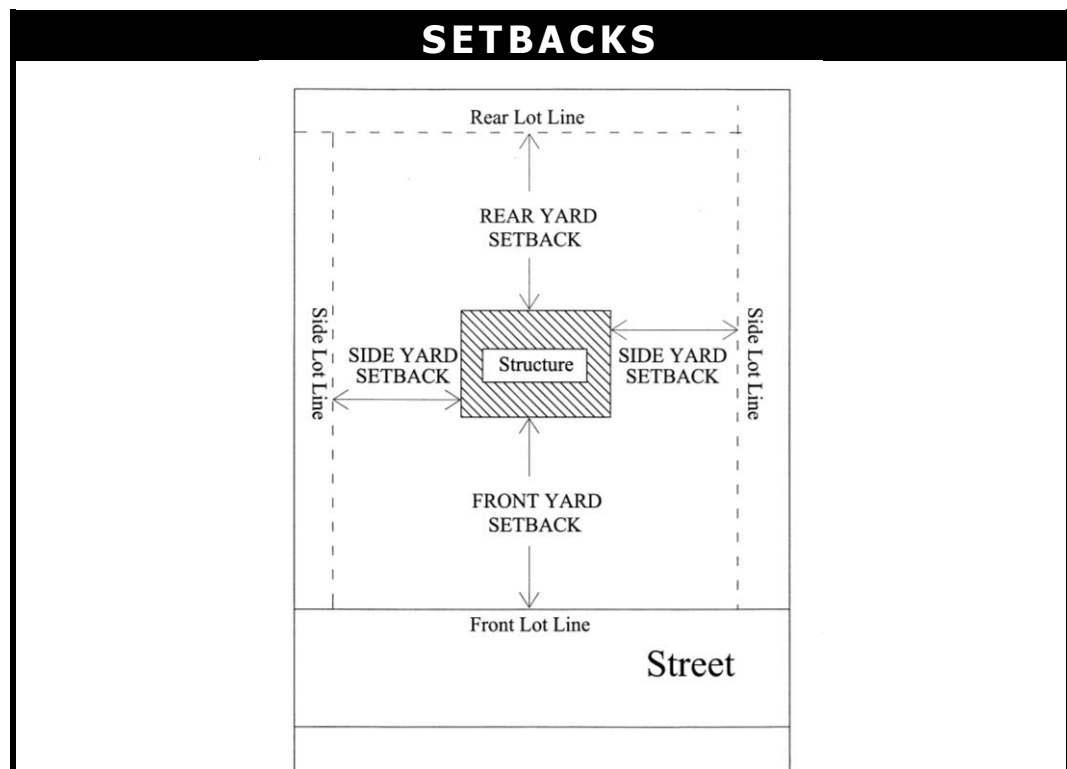 SETBACKS
Rear Lot Line
REAR YARD
SETBACK
Side Lot Line
SIDE YARD
SETBACK
Structure
SIDE YARD
SETBACK
Side Lot Line
FRONT YARD
SETBACK
Front Lot Line
Street